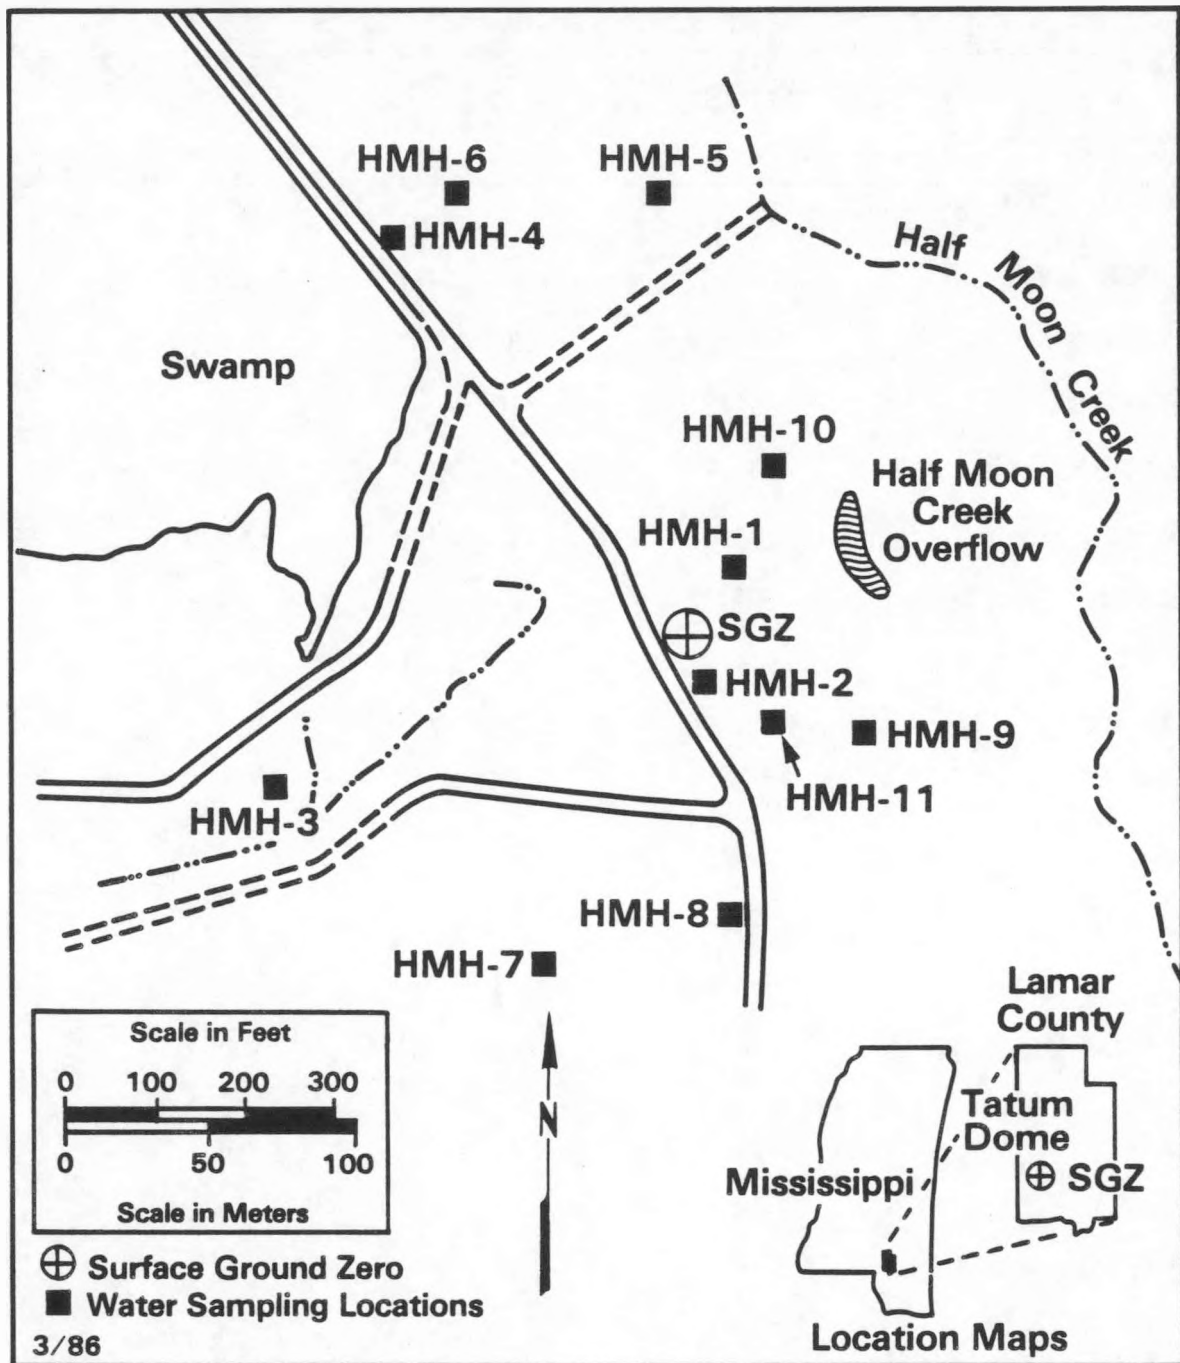 HMH-6
HMH-5
HMH-4
Half Moon Creek
Swamp
HMH-10
Half Moon
Creek
Overflow
HMH-1
SGZ
HMH-2
HMH-9
HMH-11
HMH-3
HMH-8
HMH-7
Scale in Feet
0 100 200 300
0 50 100
Scale in Meters
N
Lamar
County
Tatum
Dome
Mississippi
SGZ
Surface Ground Zero
Water Sampling Locations
Location Maps
3/86